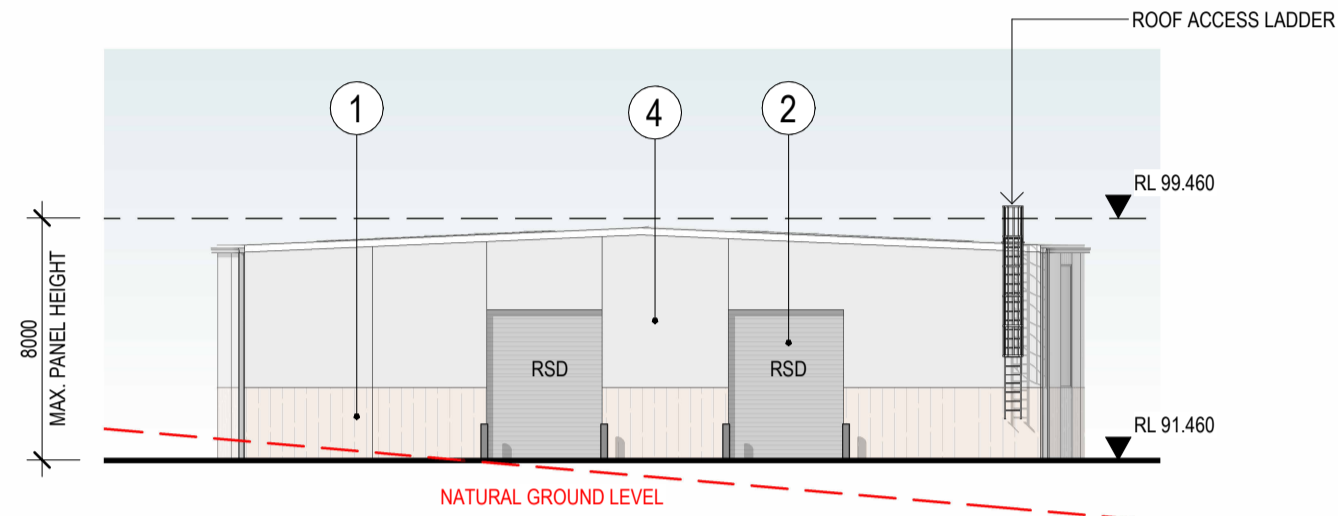 ROOF ACCESS LADDER
1
4
2
RL 99.460
8000
MAX. PANEL HEIGHT
RSD
RSD
RL 91.460
NATURAL GROUND LEVEL